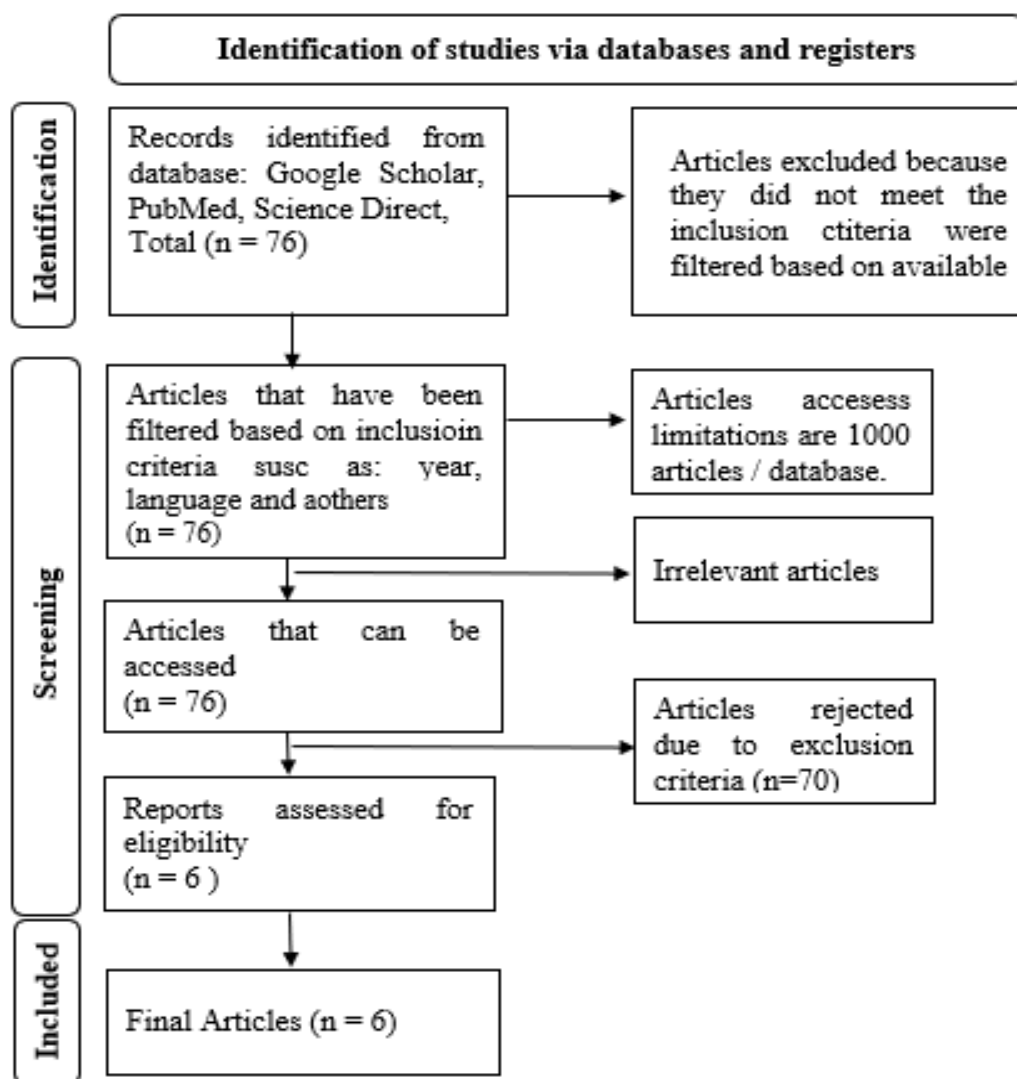 Identification of studies via databases and registers
Identification
Records identified from
database: Google Scholar,
PubMed, Science Direct,
Total (n = 76)
Articles excluded because
they did not meet the
inclusion ctiteria were
filtered based on available
Screening
Articles that have been
filtered based on inclusioin
criteria susc as: year,
language and aothers
(n = 76)
Articles accesess
limitations are 1000
articles / database.
Irrelevant articles
Articles that can be
accessed
(n = 76)
Articles rejected
due to exclusion
criteria (n=70)
Reports assessed for
eligibility
(n = 6 )
Included
Final Articles (n = 6)